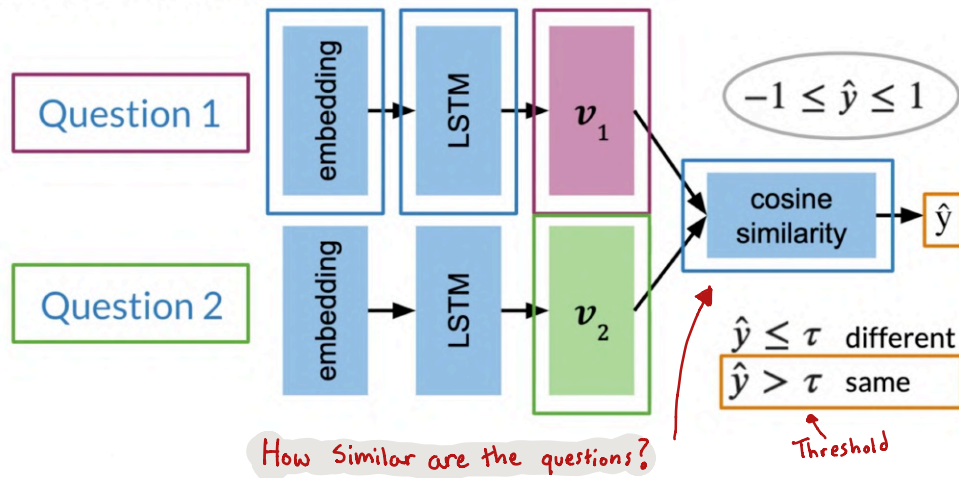 Question 1
embedding
LSTM
v₁
−1 ≤ ŷ ≤ 1
cosine
similarity
ŷ
Question 2
embedding
LSTM
v₂
ŷ ≤ τ different
ŷ > τ same
How Similar are the questions?
Threshold